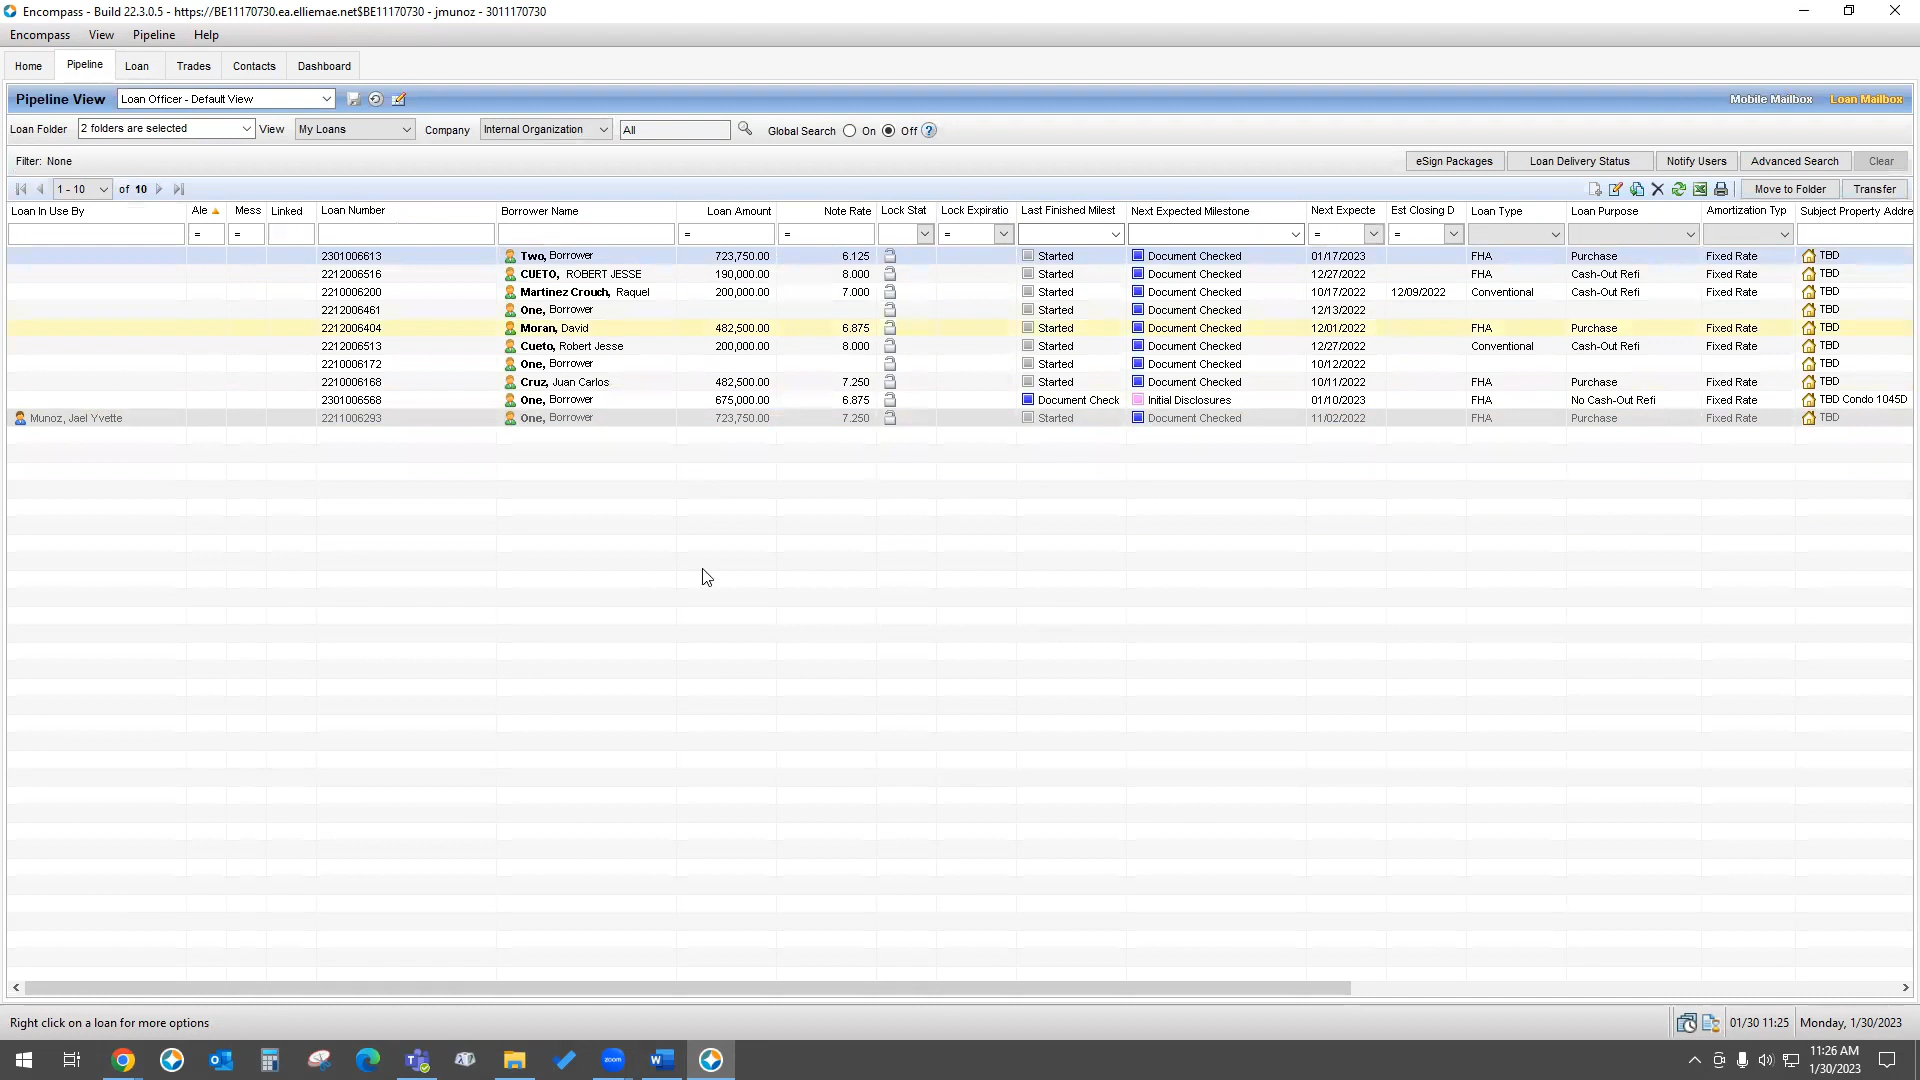 Encompass - Build 22.3.0.5 - https://BE11170730.ea.elliemae.net$BE11170730 - jmunoz - 3011170730
Encompass View Pipeline Help
Home Pipeline Loan Trades Contacts Dashboard
Pipeline View Loan Officer - Default View Mobile Mailbox Loan Mailbox
Loan Folder 2 folders are selected View My Loans Company Internal Organization All Global Search On Off ?
Filter: None eSign Packages Loan Delivery Status Notify Users Advanced Search Clear
1 - 10 of 10 Move to Folder Transfer
Loan In Use By Ale Mess Linked Loan Number Borrower Name Loan Amount Note Rate Lock Stat Lock Expiratio Last Finished Milest Next Expected Milestone Next Expecte Est Closing D Loan Type Loan Purpose Amortization Typ Subject Property Addre
= = = = = = =
2301006613 Two, Borrower 723,750.00 6.125 Started Document Checked 01/17/2023 FHA Purchase Fixed Rate TBD
2212006516 CUETO, ROBERT JESSE 190,000.00 8.000 Started Document Checked 12/27/2022 FHA Cash-Out Refi Fixed Rate TBD
2210006200 Martinez Crouch, Raquel 200,000.00 7.000 Started Document Checked 10/17/2022 12/09/2022 Conventional Cash-Out Refi Fixed Rate TBD
2212006461 One, Borrower Started Document Checked 12/13/2022 TBD
2212006404 Moran, David 482,500.00 6.875 Started Document Checked 12/01/2022 FHA Purchase Fixed Rate TBD
2212006513 Cueto, Robert Jesse 200,000.00 8.000 Started Document Checked 12/27/2022 Conventional Cash-Out Refi Fixed Rate TBD
2210006172 One, Borrower Started Document Checked 10/12/2022 TBD
2210006168 Cruz, Juan Carlos 482,500.00 7.250 Started Document Checked 10/11/2022 FHA Purchase Fixed Rate TBD
2301006568 One, Borrower 675,000.00 6.875 Document Check Initial Disclosures 01/10/2023 FHA No Cash-Out Refi Fixed Rate TBD Condo 1045D
Munoz, Jael Yvette 2211006293 One, Borrower 723,750.00 7.250 Started Document Checked 11/02/2022 FHA Purchase Fixed Rate TBD
Right click on a loan for more options 01/30 11:25 Monday, 1/30/2023
zoom
11:26 AM
1/30/2023